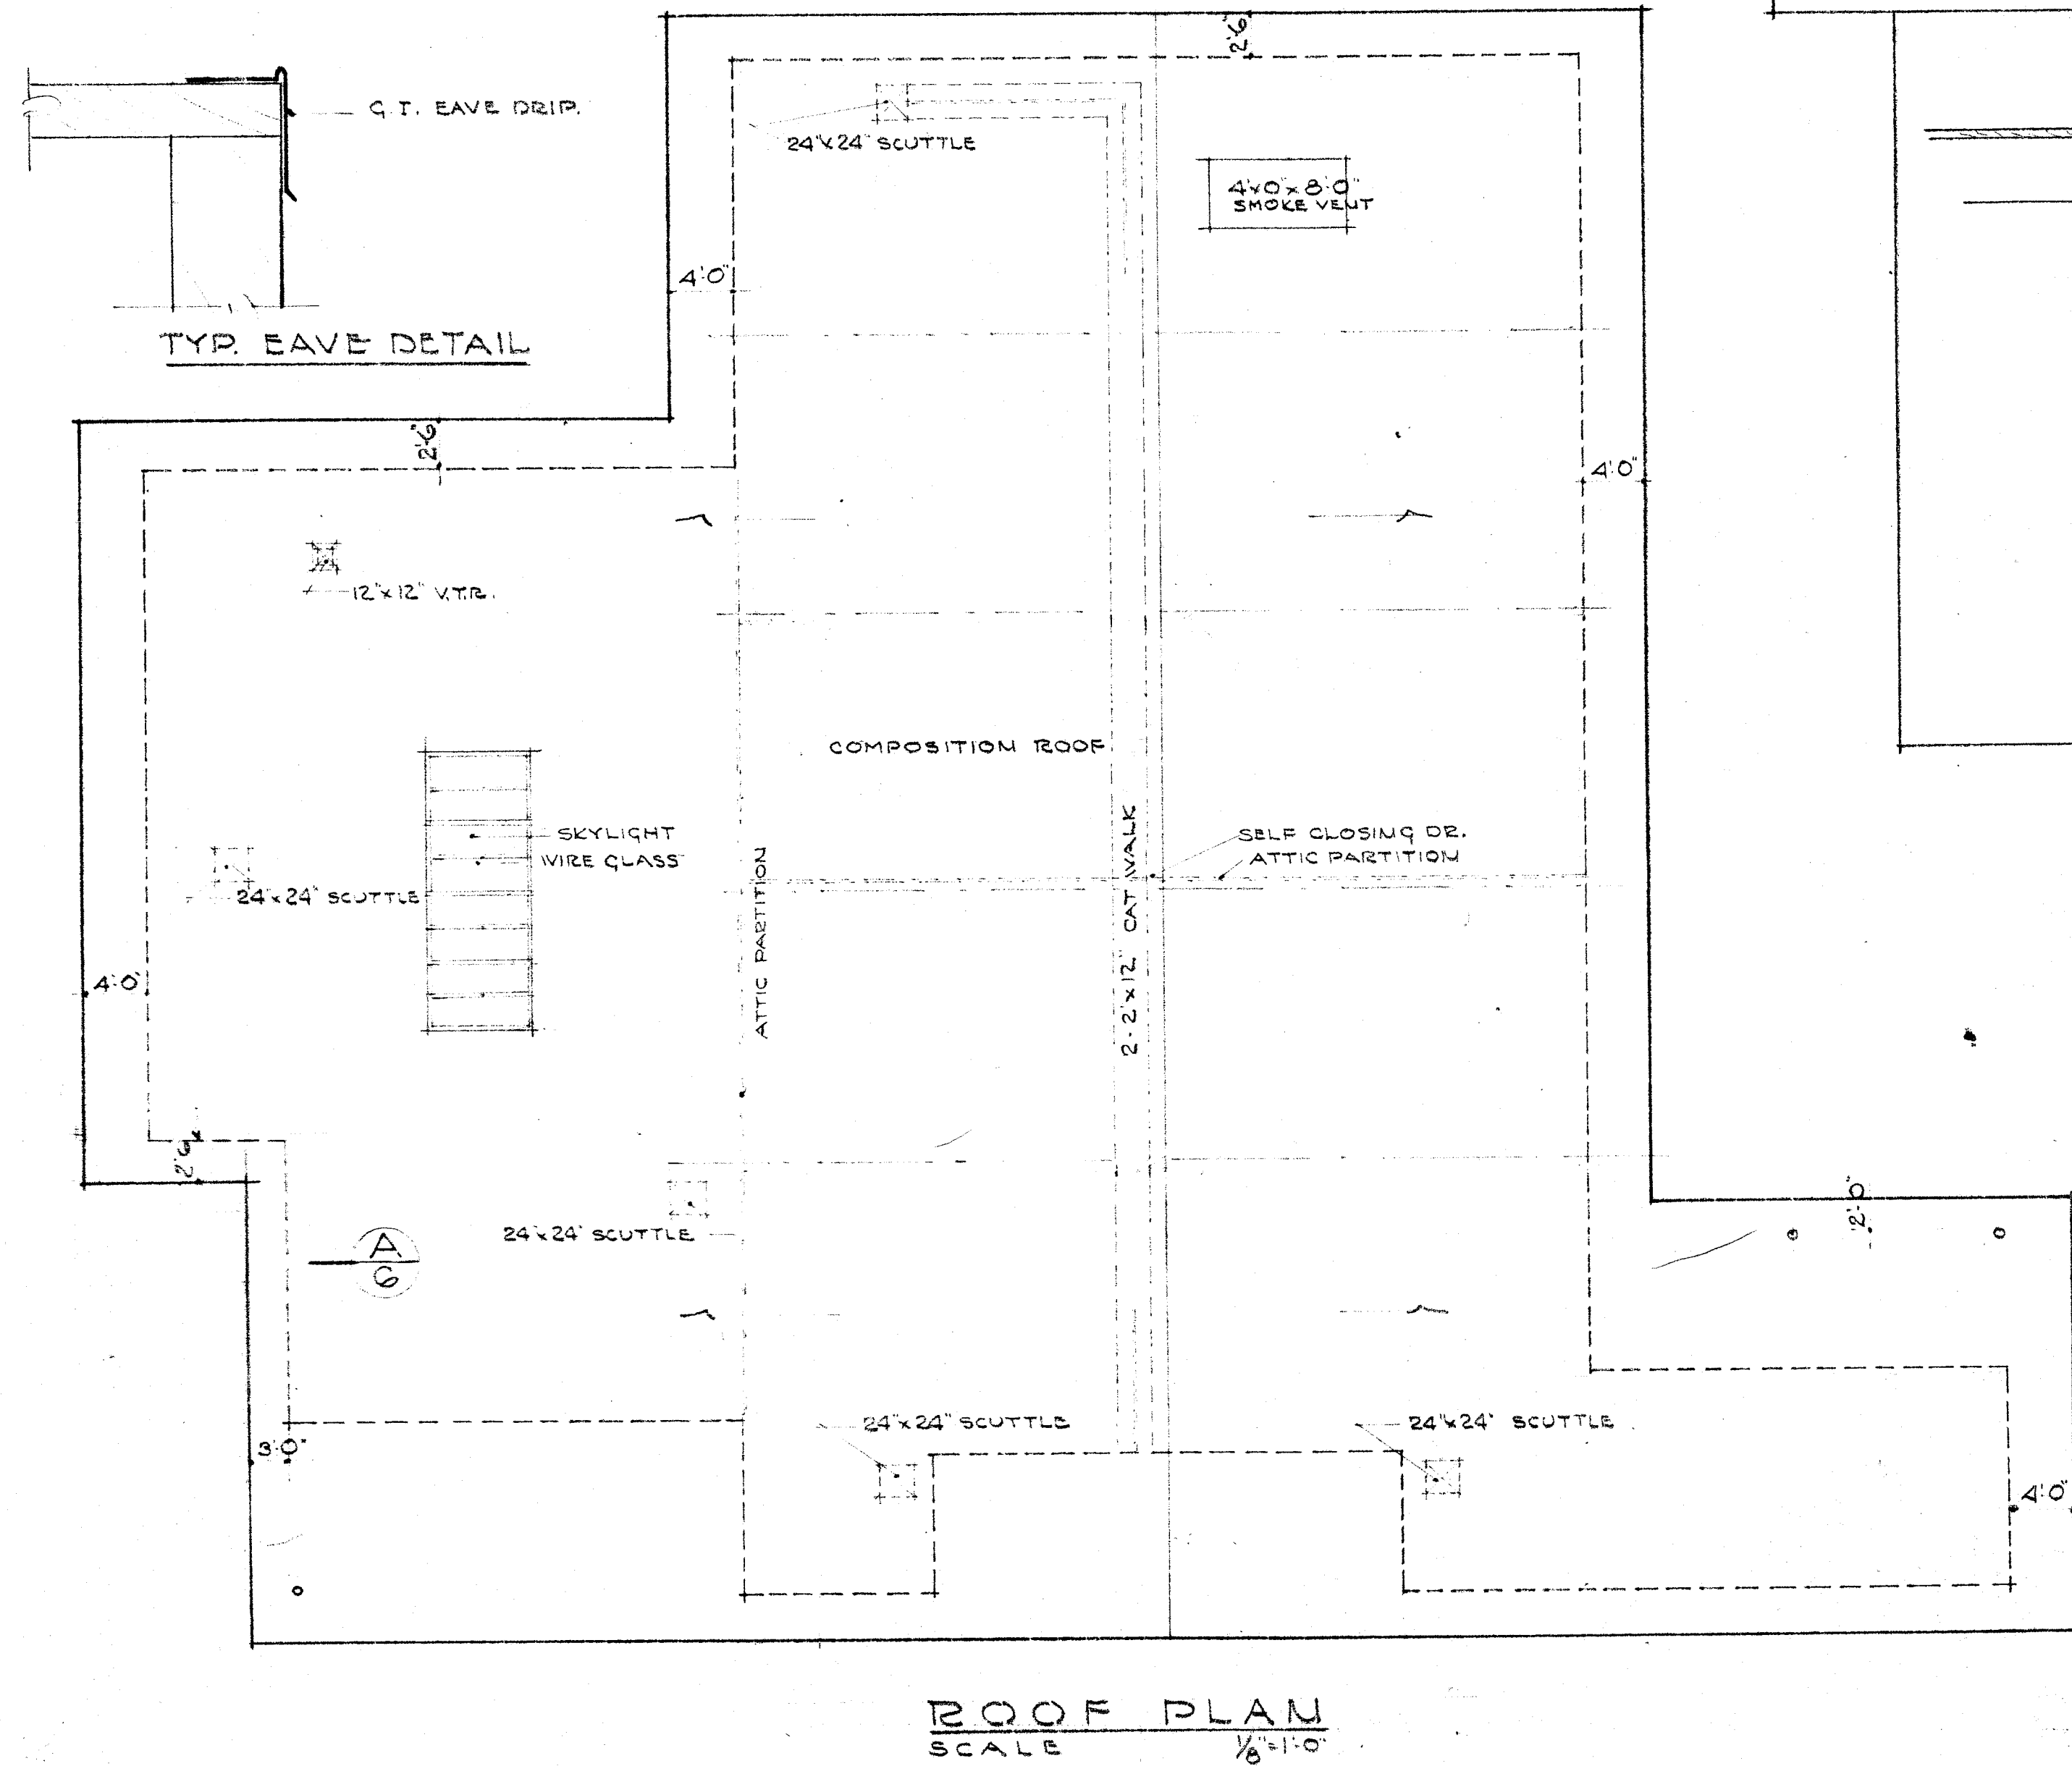 2'-6"
G.I. EAVE DRIP.
24"x24" SCUTTLE
4'x0"x8'-0"
SMOKE VENT
4'-0"
TYP. EAVE DETAIL
2'-6"
4'-0"
12"x12" V.T.R.
COMPOSITION ROOF
SKYLIGHT
WIRE GLASS
SELF CLOSING DR.
ATTIC PARTITION
24"x24" SCUTTLE
ATTIC PARTITION
2-2"x12" CAT WALK
4'-0"
2'-6"
2'-0"
24"x24" SCUTTLE
A
6
24"x24" SCUTTLE
24"x24" SCUTTLE
3'-0"
4'-0"
ROOF PLAN
SCALE 1/8"=1'-0"